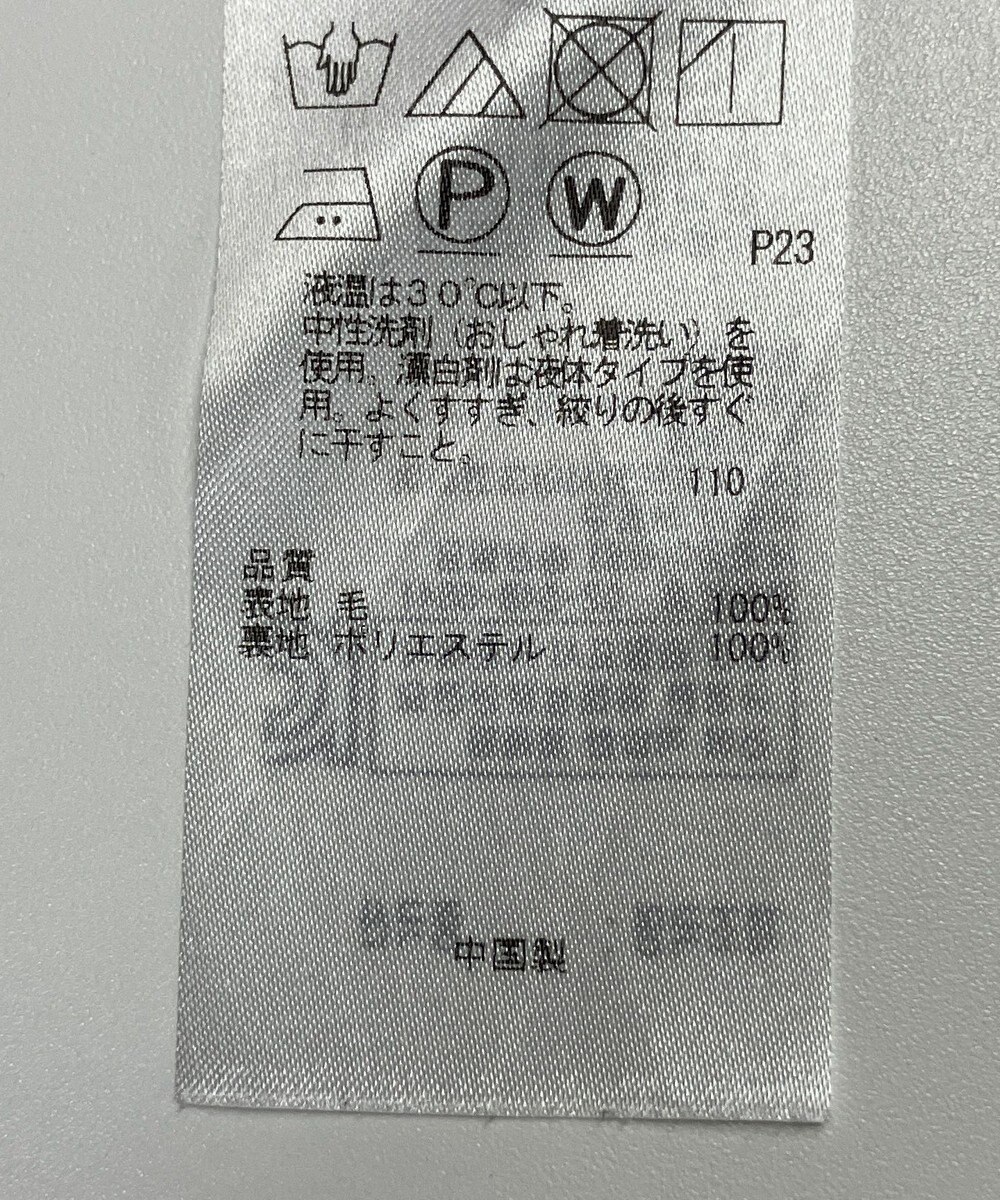 P
W
P23
液温は30℃以下。
中性洗剤(おしゃれ着洗い)を
使用。漂白剤は液体タイプを使
用。よくすすぎ、絞りの後すぐ
に干すこと。
110
品質
表地 毛 100%
裏地 ポリエステル 100%
中国製